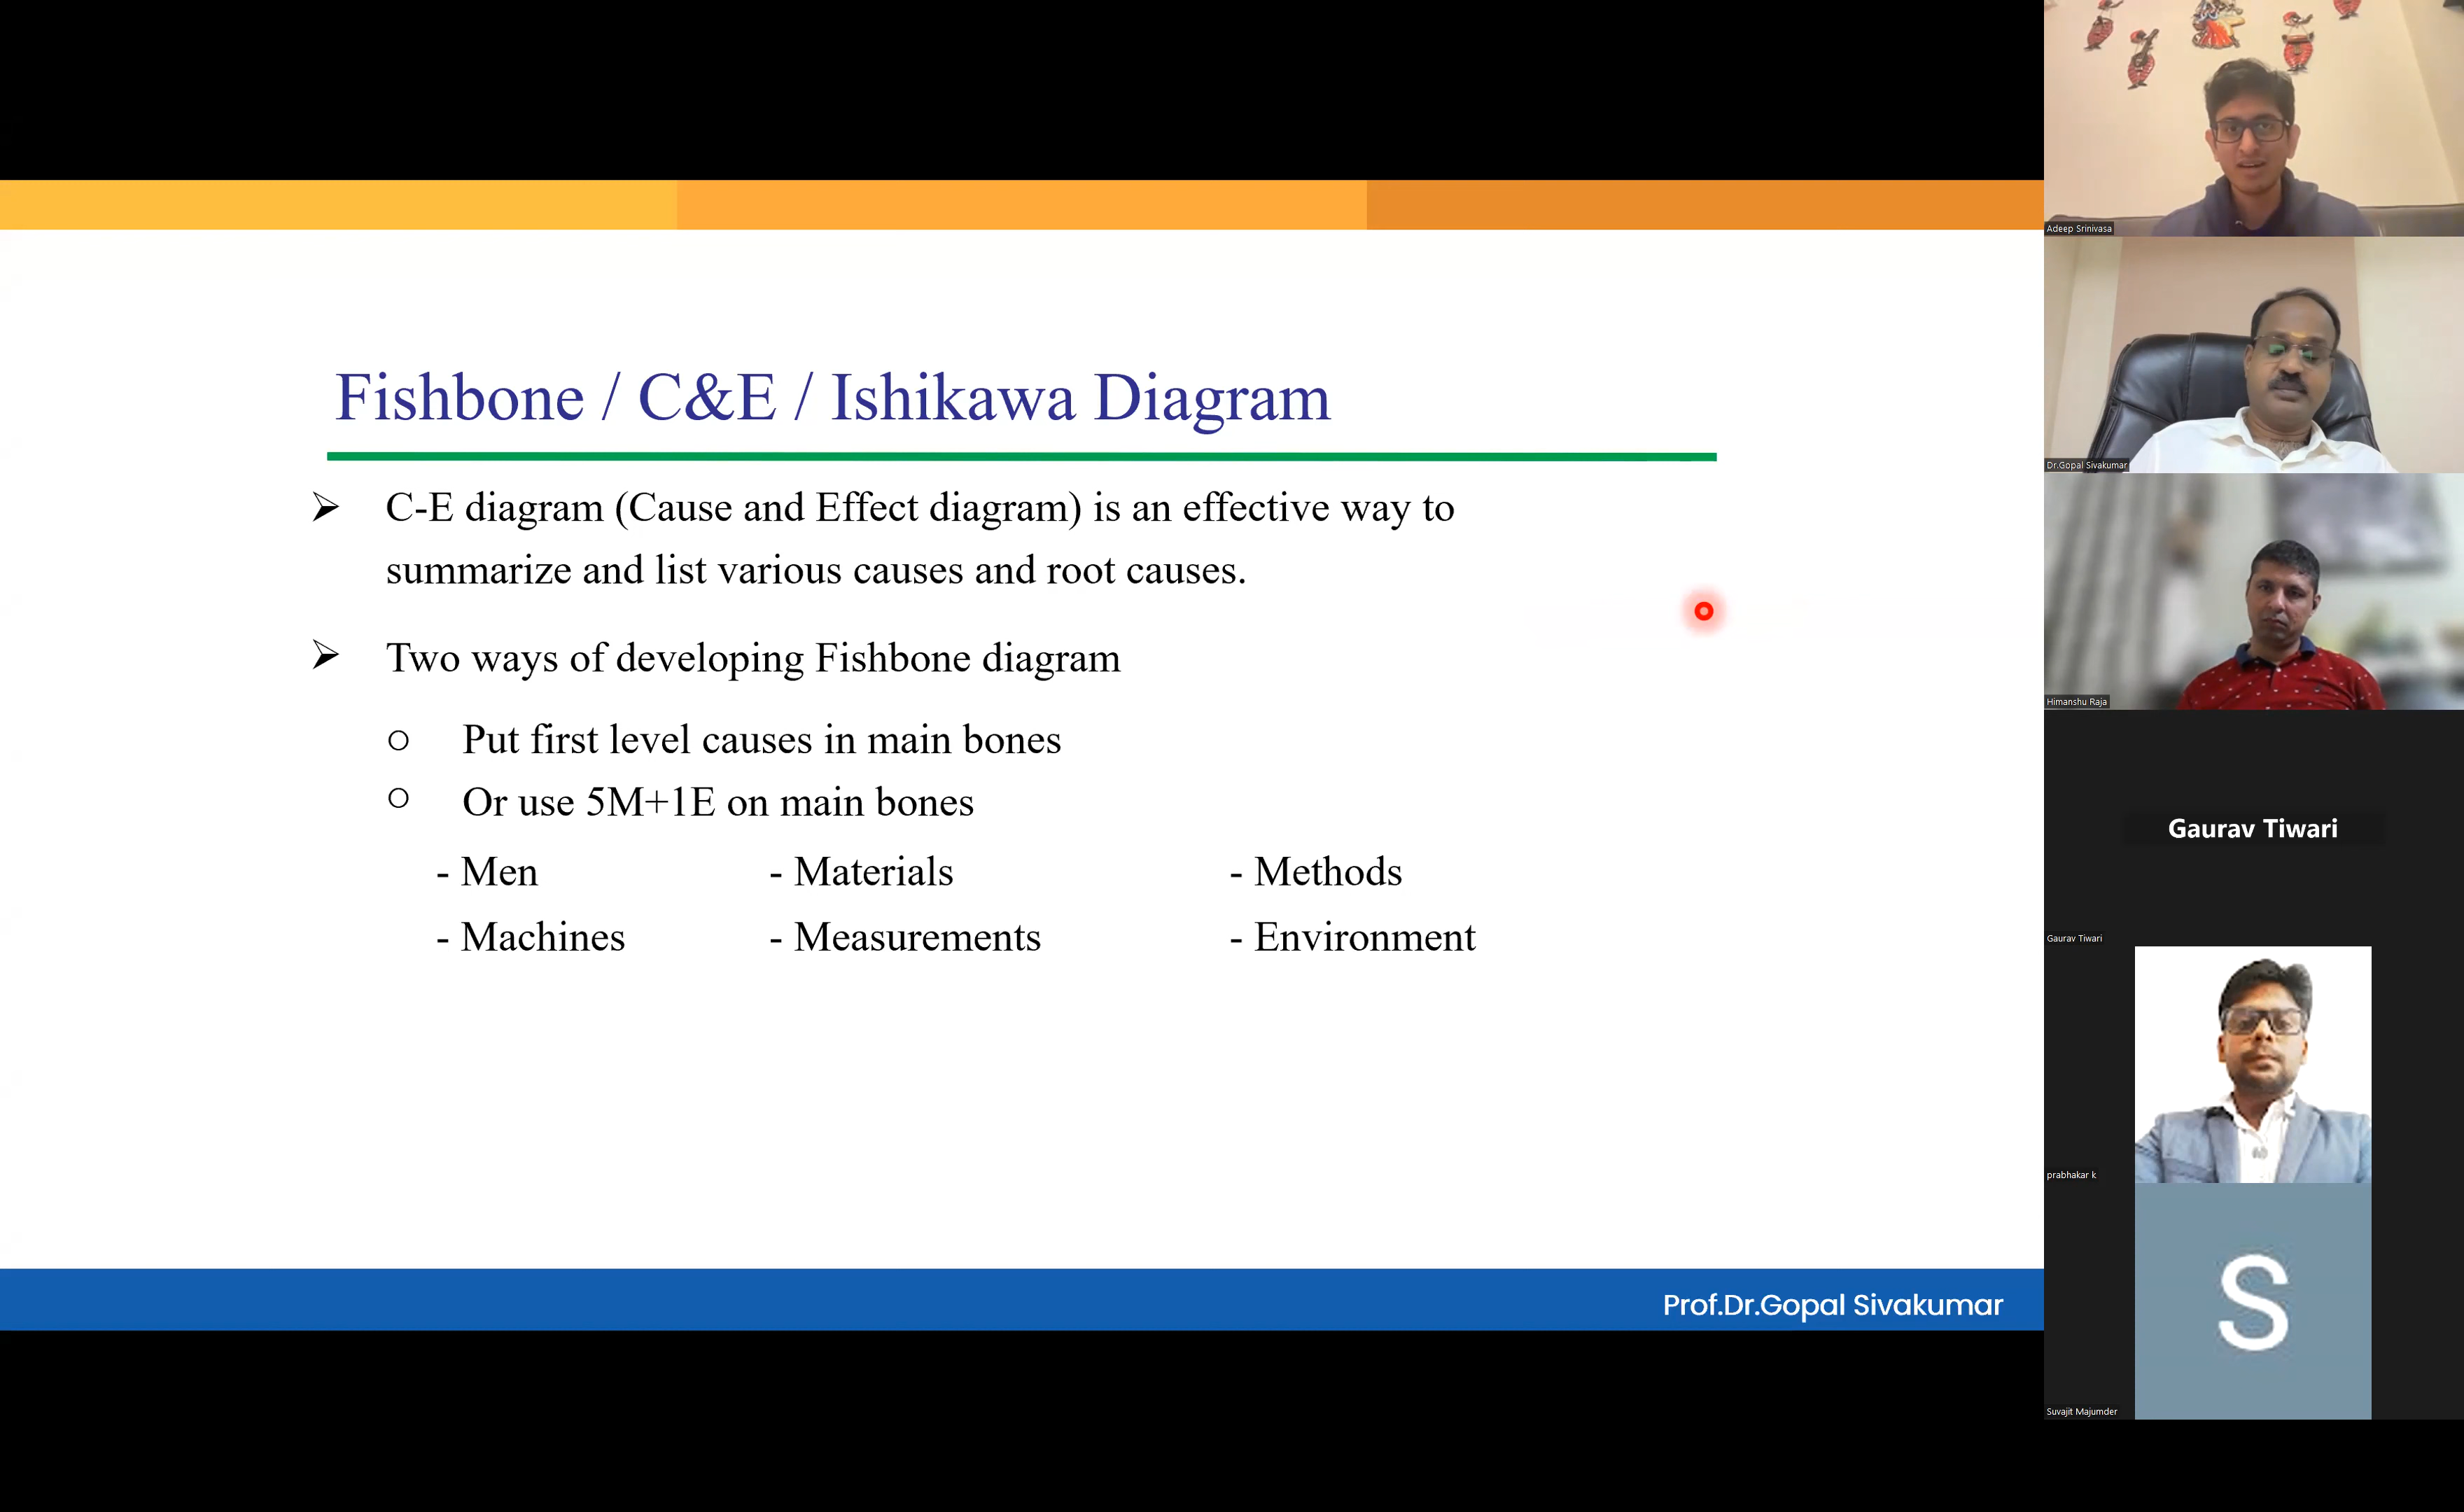 Fishbone / C&E / Ishikawa Diagram
➢ C-E diagram (Cause and Effect diagram) is an effective way to
summarize and list various causes and root causes.
➢ Two ways of developing Fishbone diagram
○ Put first level causes in main bones
○ Or use 5M+1E on main bones
- Men - Materials - Methods
- Machines - Measurements - Environment
Prof.Dr.Gopal Sivakumar
Adeep Srinivasa
Dr.Gopal Sivakumar
Himanshu Raja
Gaurav Tiwari
Gaurav Tiwari
prabhakar k
S
Suvajit Majumder